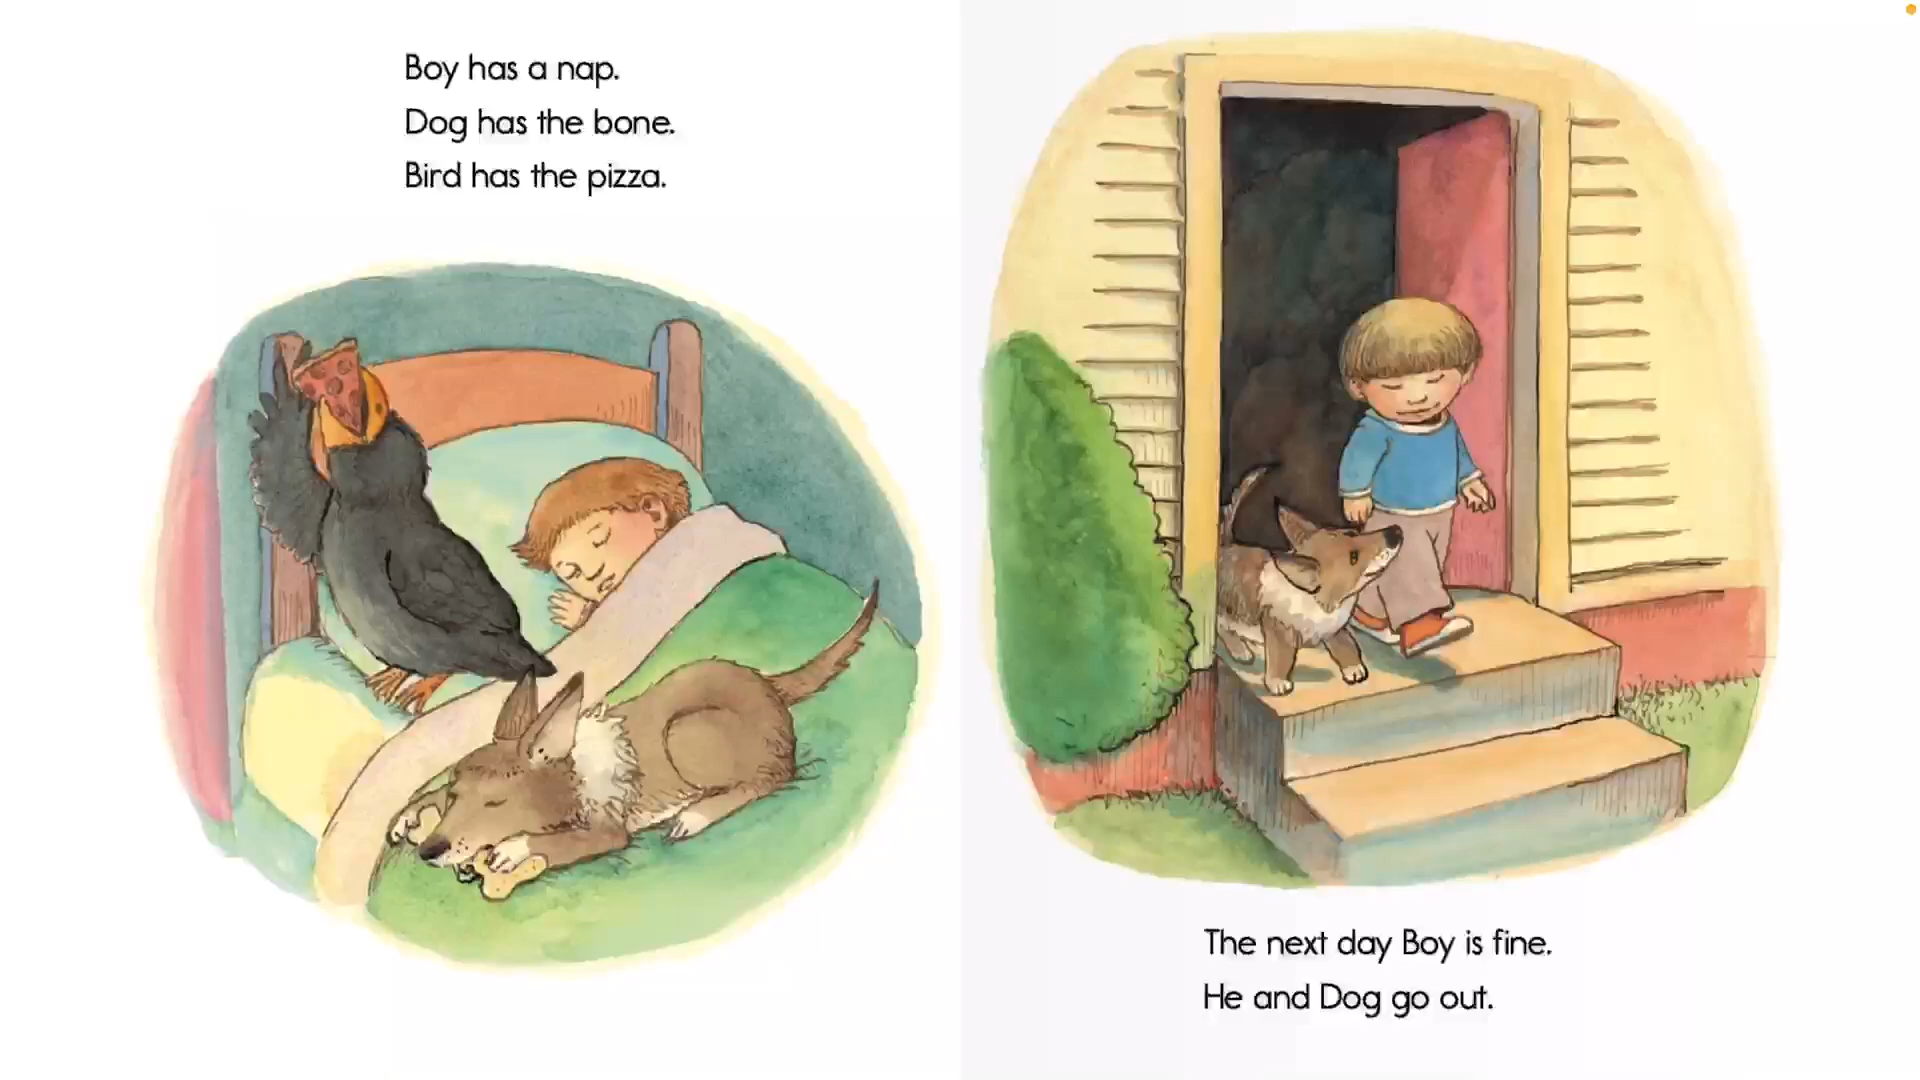 Boy has a nap.
Dog has the bone.
Bird has the pizza.
The next day Boy is fine.
He and Dog go out.